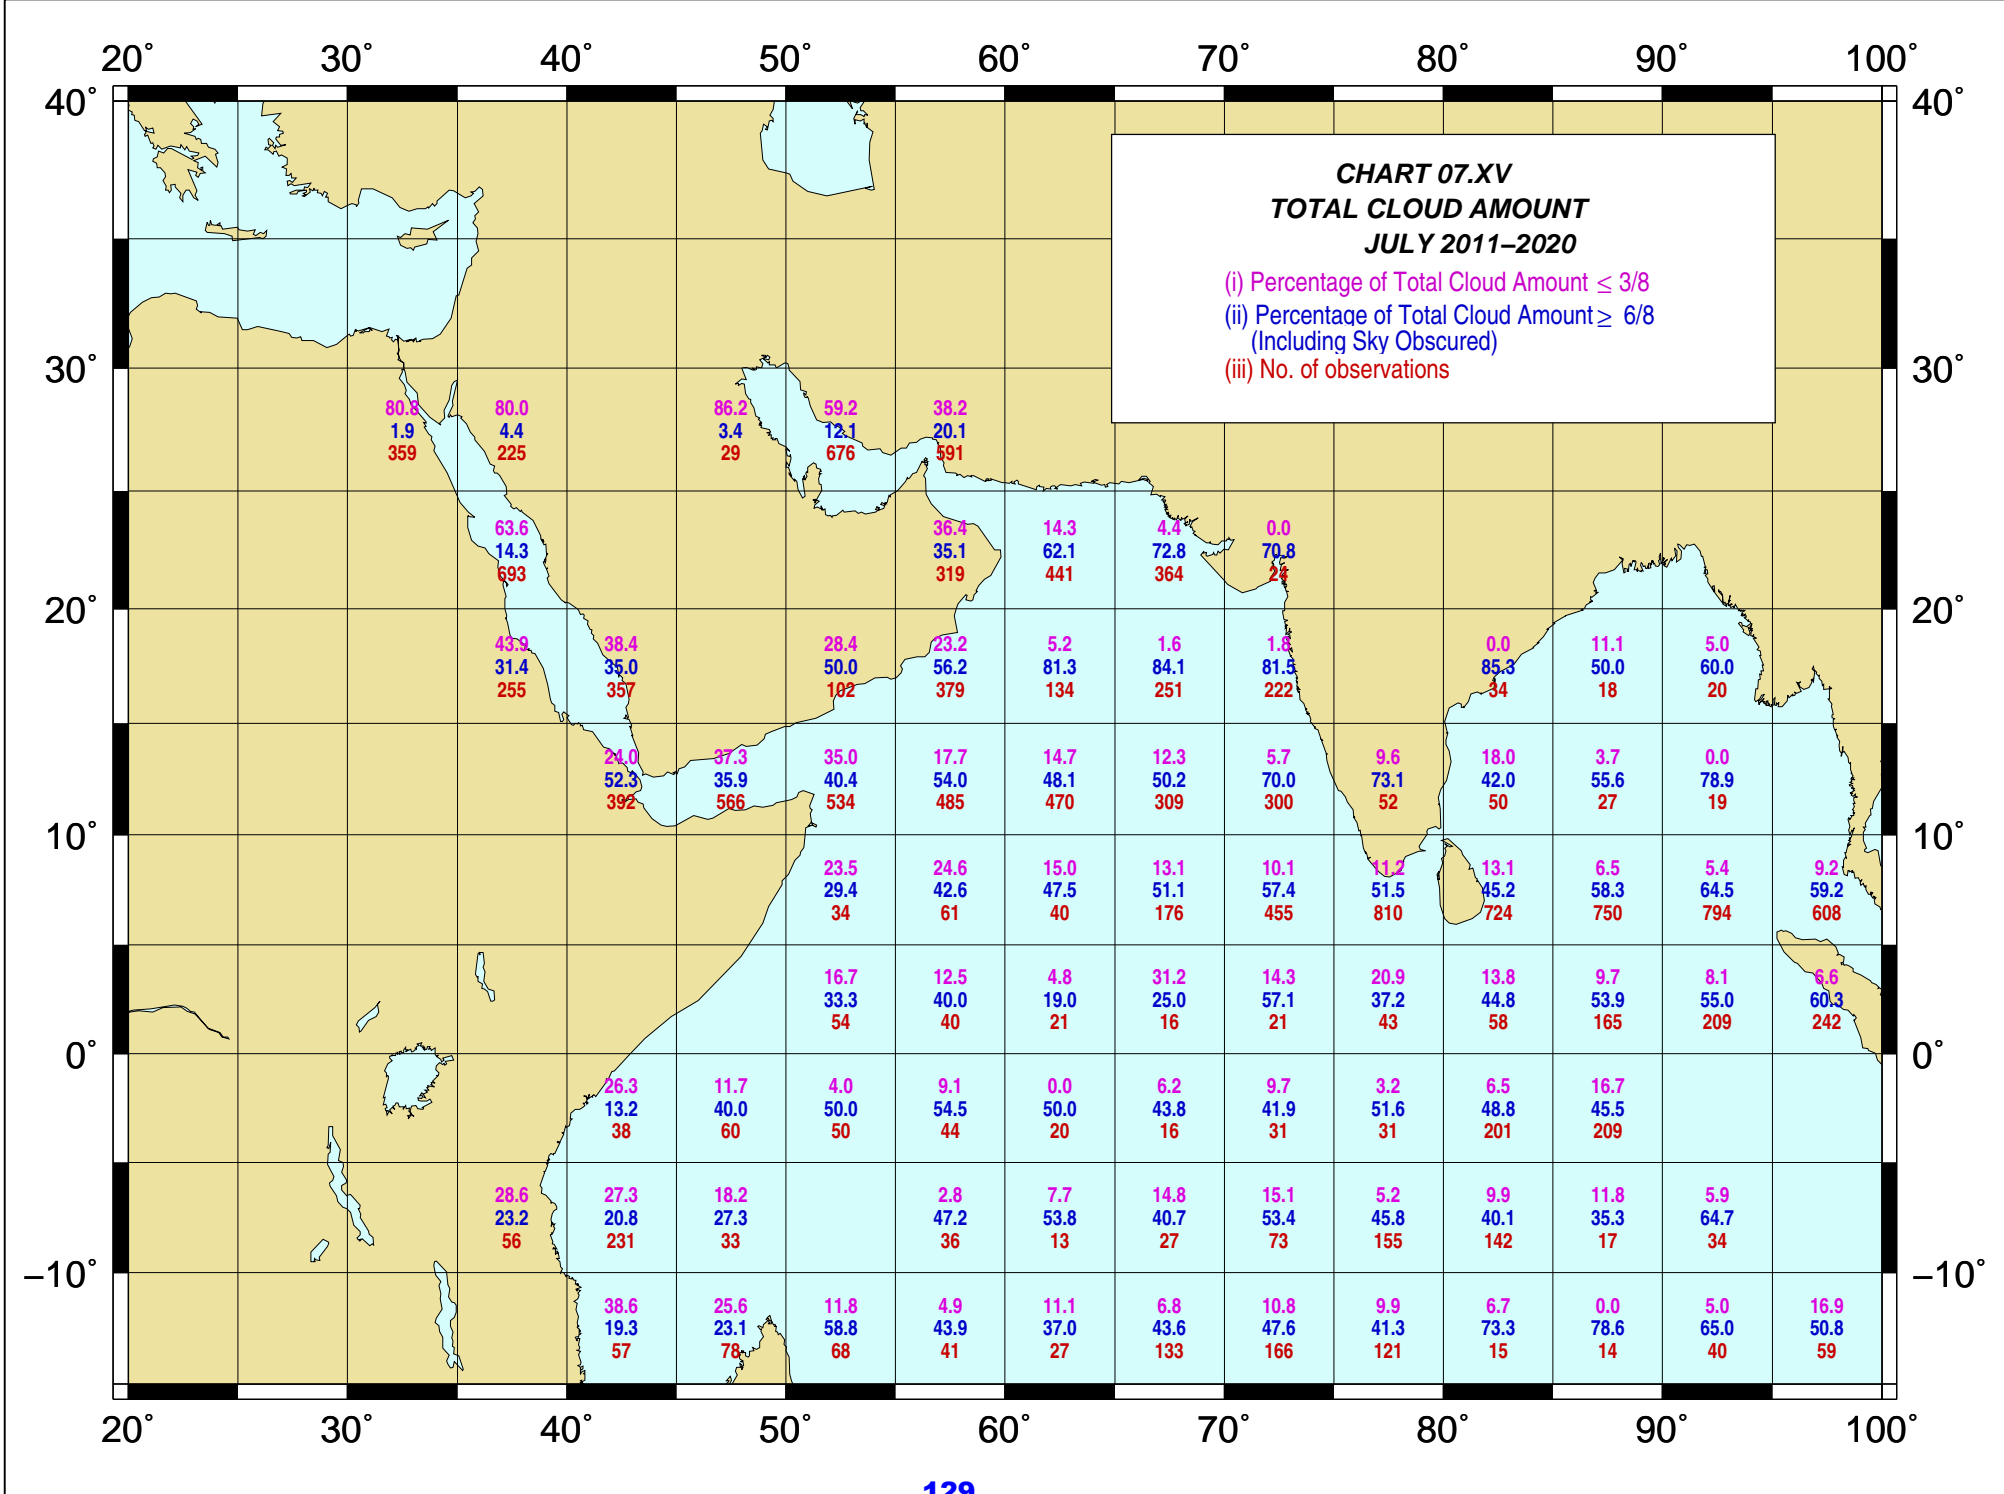 20° 30° 40° 50° 60° 70° 80° 90° 100°
40° 40°
CHART 07.XV
TOTAL CLOUD AMOUNT
JULY 2011–2020
(i) Percentage of Total Cloud Amount ≤ 3/8
(ii) Percentage of Total Cloud Amount ≥ 6/8
(Including Sky Obscured)
(iii) No. of observations
30° 30°
80.8 80.0 86.2 59.2 38.2
1.9 4.4 3.4 12.1 20.1
359 225 29 676 591
63.6 36.4 14.3 4.4 0.0
14.3 35.1 62.1 72.8 70.8
693 319 441 364 24
20° 20°
43.9 38.4 28.4 23.2 5.2 1.6 1.8 0.0 11.1 5.0
31.4 35.0 50.0 56.2 81.3 84.1 81.5 85.3 50.0 60.0
255 357 102 379 134 251 222 34 18 20
24.0 37.3 35.0 17.7 14.7 12.3 5.7 9.6 18.0 3.7 0.0
52.3 35.9 40.4 54.0 48.1 50.2 70.0 73.1 42.0 55.6 78.9
392 566 534 485 470 309 300 52 50 27 19
10° 10°
23.5 24.6 15.0 13.1 10.1 11.2 13.1 6.5 5.4 9.2
29.4 42.6 47.5 51.1 57.4 51.5 45.2 58.3 64.5 59.2
34 61 40 176 455 810 724 750 794 608
16.7 12.5 4.8 31.2 14.3 20.9 13.8 9.7 8.1 6.6
33.3 40.0 19.0 25.0 57.1 37.2 44.8 53.9 55.0 60.3
54 40 21 16 21 43 58 165 209 242
0° 0°
26.3 11.7 4.0 9.1 0.0 6.2 9.7 3.2 6.5 16.7
13.2 40.0 50.0 54.5 50.0 43.8 41.9 51.6 48.8 45.5
38 60 50 44 20 16 31 31 201 209
28.6 27.3 18.2 2.8 7.7 14.8 15.1 5.2 9.9 11.8 5.9
23.2 20.8 27.3 47.2 53.8 40.7 53.4 45.8 40.1 35.3 64.7
56 231 33 36 13 27 73 155 142 17 34
–10° –10°
38.6 25.6 11.8 4.9 11.1 6.8 10.8 9.9 6.7 0.0 5.0 16.9
19.3 23.1 58.8 43.9 37.0 43.6 47.6 41.3 73.3 78.6 65.0 50.8
57 78 68 41 27 133 166 121 15 14 40 59
20° 30° 40° 50° 60° 70° 80° 90° 100°
129